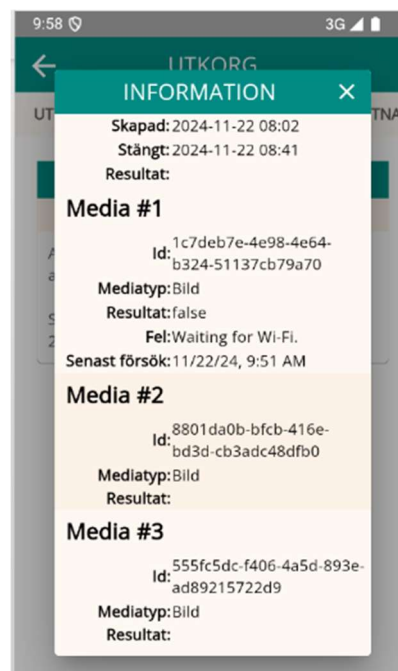 9:58 3G
UTKORG
INFORMATION ×
UT TNA
Skapad: 2024-11-22 08:02
Stängt: 2024-11-22 08:41
Resultat:
Media #1
Id: 1c7deb7e-4e98-4e64-
b324-51137cb79a70
Mediatyp: Bild
Resultat: false
Fel: Waiting for Wi-Fi.
Senast försök: 11/22/24, 9:51 AM
Media #2
Id: 8801da0b-bfcb-416e-
bd3d-cb3adc48dfb0
Mediatyp: Bild
Resultat:
Media #3
Id: 555fc5dc-f406-4a5d-893e-
ad89215722d9
Mediatyp: Bild
Resultat: